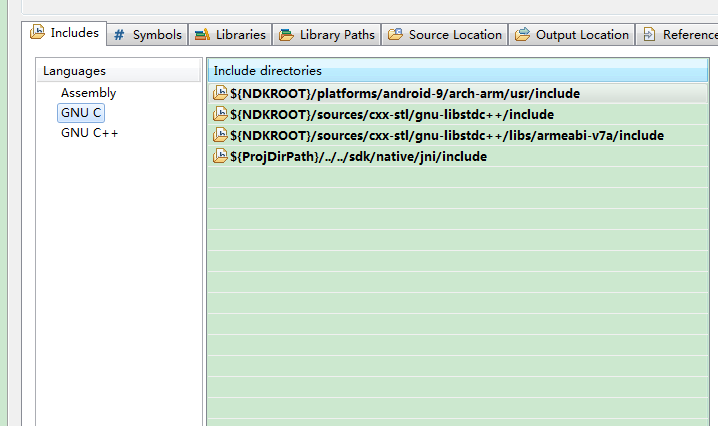 Includes # Symbols Libraries Library Paths Source Location Output Location Reference
Languages
Assembly
GNU C
GNU C++
Include directories
${NDKROOT}/platforms/android-9/arch-arm/usr/include
${NDKROOT}/sources/cxx-stl/gnu-libstdc++/include
${NDKROOT}/sources/cxx-stl/gnu-libstdc++/libs/armeabi-v7a/include
${ProjDirPath}/../../sdk/native/jni/include